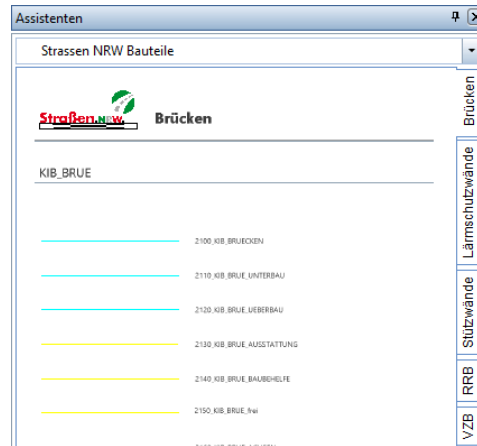 Assistenten
Strassen NRW Bauteile
Straßen.NRW.
Brücken
KIB_BRUE
2100_KIB_BRUECKEN
2110_KIB_BRUE_UNTERBAU
2120_KIB_BRUE_UEBERBAU
2130_KIB_BRUE_AUSSTATTUNG
2140_KIB_BRUE_BAUBEHELFE
2150_KIB_BRUE_frei
Brücken
Lärmschutzwände
Stützwände
RRB
VZB